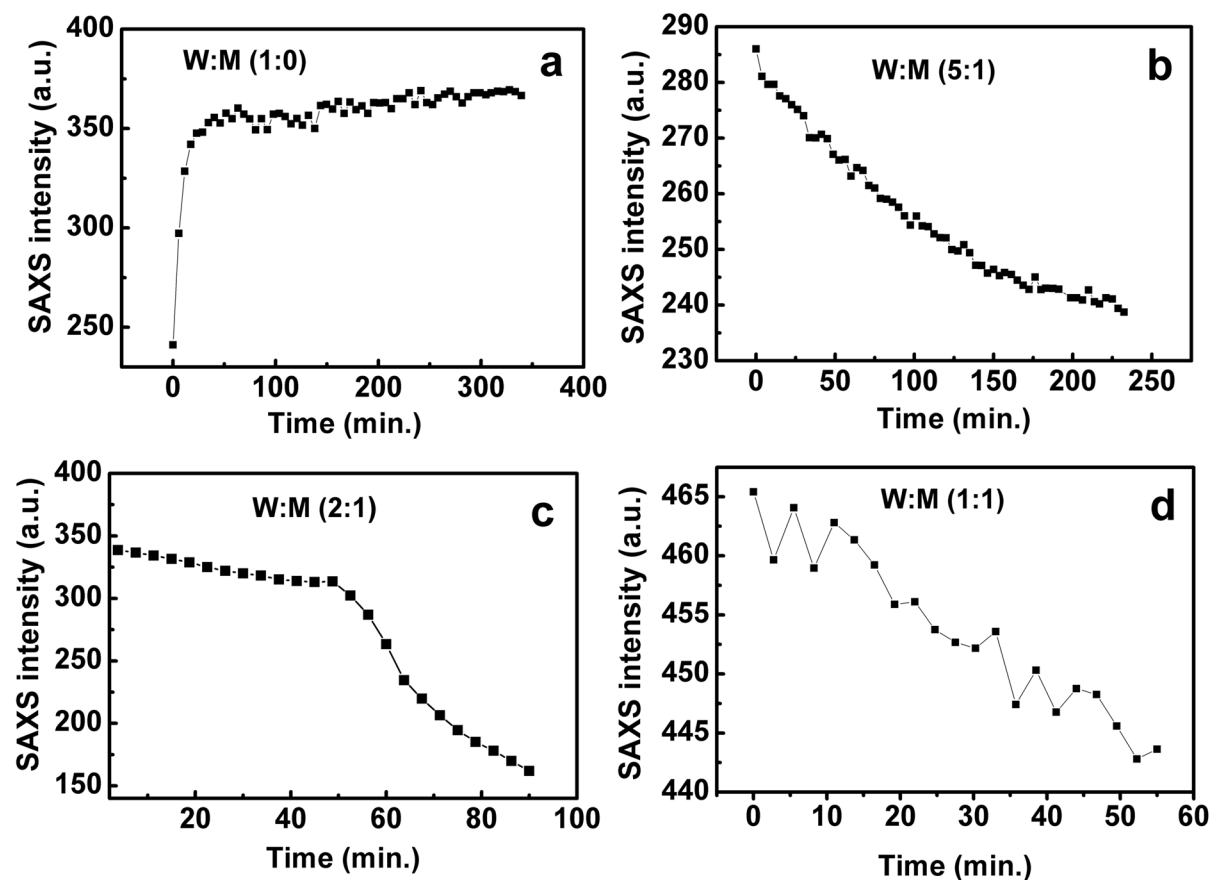 400
350
300
250
SAXS intensity (a.u.)
W:M (1:0)
a
0
100
200
300
400
Time (min.)
290
280
270
260
250
240
230
SAXS intensity (a.u.)
W:M (5:1)
b
0
50
100
150
200
250
Time (min.)
400
350
300
250
200
150
SAXS intensity (a.u.)
W:M (2:1)
c
20
40
60
80
100
Time (min.)
465
460
455
450
445
440
SAXS intensity (a.u.)
W:M (1:1)
d
0
10
20
30
40
50
60
Time (min.)